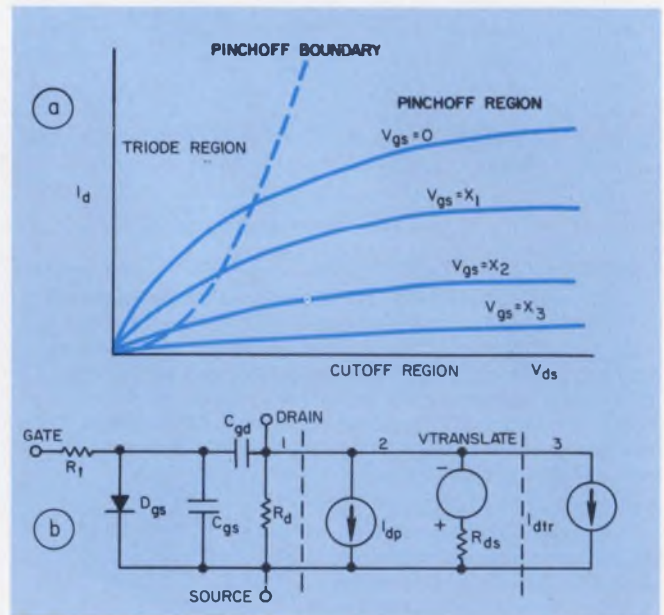 PINCHOFF BOUNDARY
a
PINCHOFF REGION
TRIODE REGION
Vgs=0
Id
Vgs=X1
Vgs=X2
Vgs=X3
CUTOFF REGION
Vds
Cgd
DRAIN
GATE
1
2
VTRANSLATE
3
R1
-
Dgs
Cgs
Rd
Idp
+
Rds
Idtr
b
SOURCE